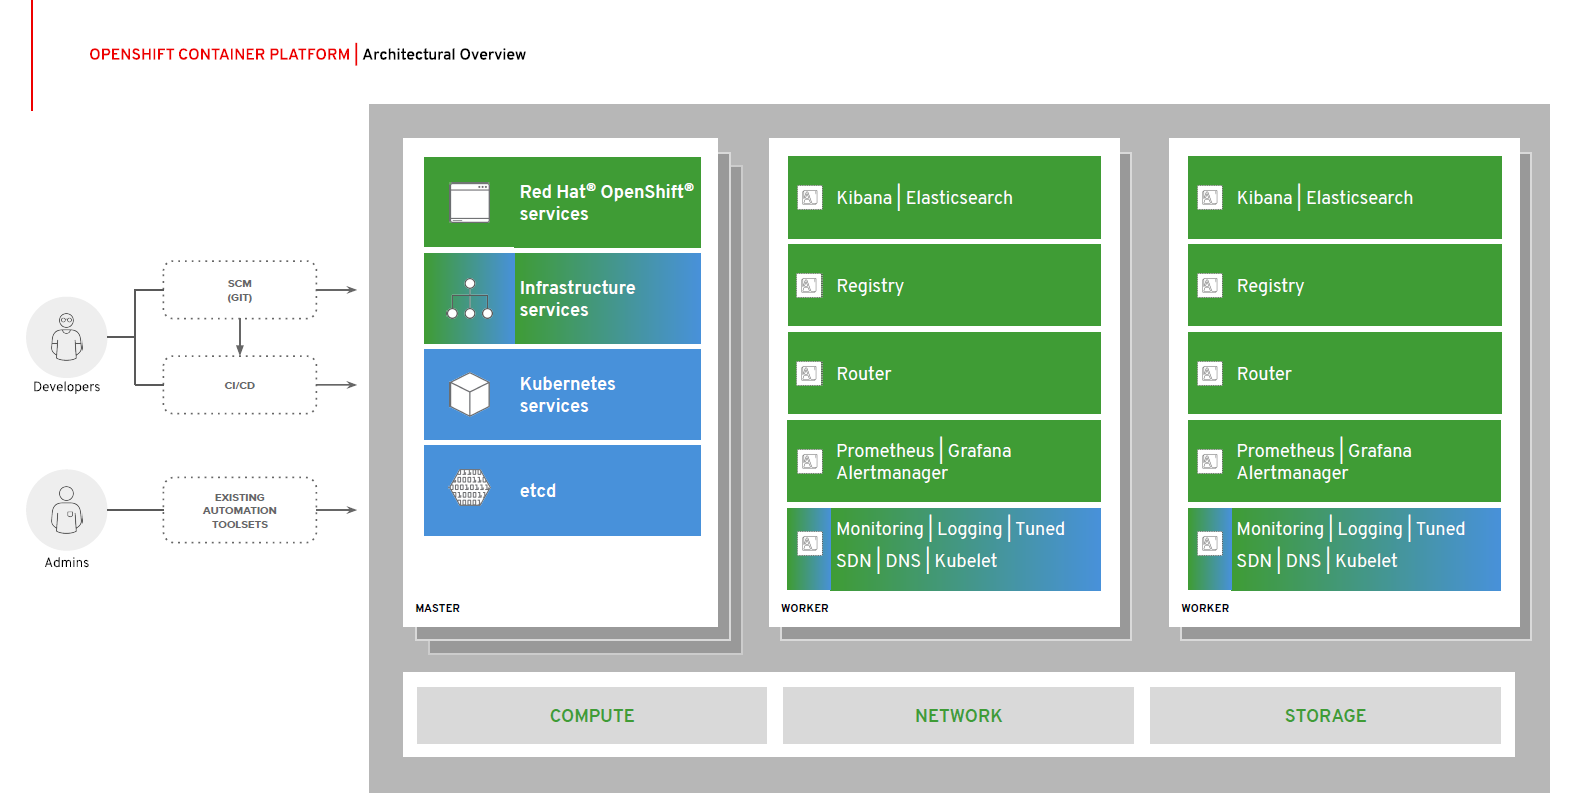 OPENSHIFT CONTAINER PLATFORM | Architectural Overview
Developers
SCM
(GIT)
CI/CD
Admins
EXISTING
AUTOMATION
TOOLSETS
Red Hat® OpenShift®
services
Infrastructure
services
Kubernetes
services
etcd
MASTER
Kibana | Elasticsearch
Registry
Router
Prometheus | Grafana
Alertmanager
Monitoring | Logging | Tuned
SDN | DNS | Kubelet
WORKER
Kibana | Elasticsearch
Registry
Router
Prometheus | Grafana
Alertmanager
Monitoring | Logging | Tuned
SDN | DNS | Kubelet
WORKER
COMPUTE
NETWORK
STORAGE